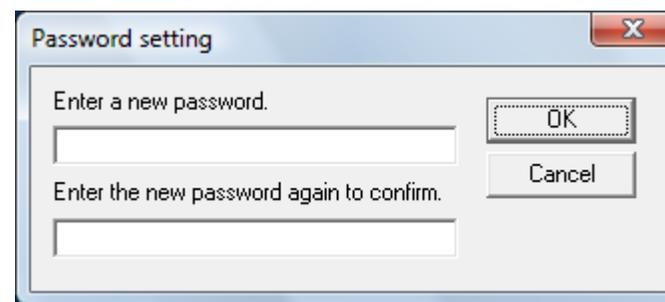 Password setting
Enter a new password.
OK
Cancel
Enter the new password again to confirm.